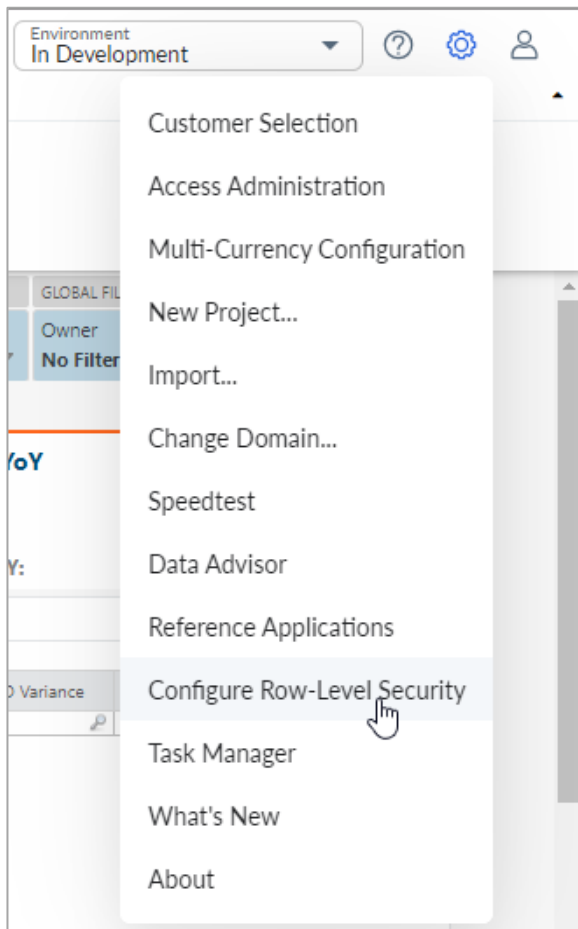 Environment
In Development
Customer Selection
Access Administration
Multi-Currency Configuration
GLOBAL FIL
Owner
No Filter
New Project...
Import...
Change Domain...
YoY
Speedtest
Y:
Data Advisor
Reference Applications
Variance
Configure Row-Level Security
Task Manager
What's New
About